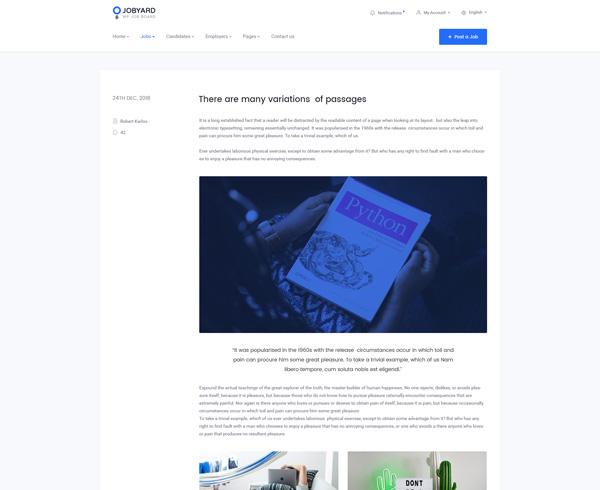 JOBYARD
WP JOB BOARD
Notifications
My Account
English
Home
Jobs
Candidates
Employers
Pages
Contact us
+ Post a Job
24TH DEC, 2018
Robert Karlos
42
There are many variations of passages
It is a long established fact that a reader will be distracted by the readable content of a page when looking at its layout. but also the leap into
electronic typesetting, remaining essentially unchanged. It was popularised in the 1960s with the release circumstances occur in which toil and
pain can procure him some great pleasure. To take a trivial example, which of us.
Ever undertakes laborious physical exercise, except to obtain some advantage from it? But who has any right to find fault with a man who choos-
es to enjoy a pleasure that has no annoying consequences.
Python
"It was popularised in the 1960s with the release circumstances occur in which toil and
pain can procure him some great pleasure. To take a trivial example, which of us Nam
libero tempore, cum soluta nobis est eligendi."
Expound the actual teachings of the great explorer of the truth, the master-builder of human happiness. No one rejects, dislikes, or avoids plea-
sure itself, because it is pleasure, but because those who do not know how to pursue pleasure rationally encounter consequences that are
extremely painful. Nor again is there anyone who loves or pursues or desires to obtain pain of itself, because it is pain, but because occasionally
circumstances occur in which toil and pain can procure him some great pleasure.
To take a trivial example, which of us ever undertakes laborious physical exercise, except to obtain some advantage from it? But who has any
right to find fault with a man who chooses to enjoy a pleasure that has no annoying consequences, or one who avoids a there anyone who loves
or pain that produces no resultant pleasure
DONT